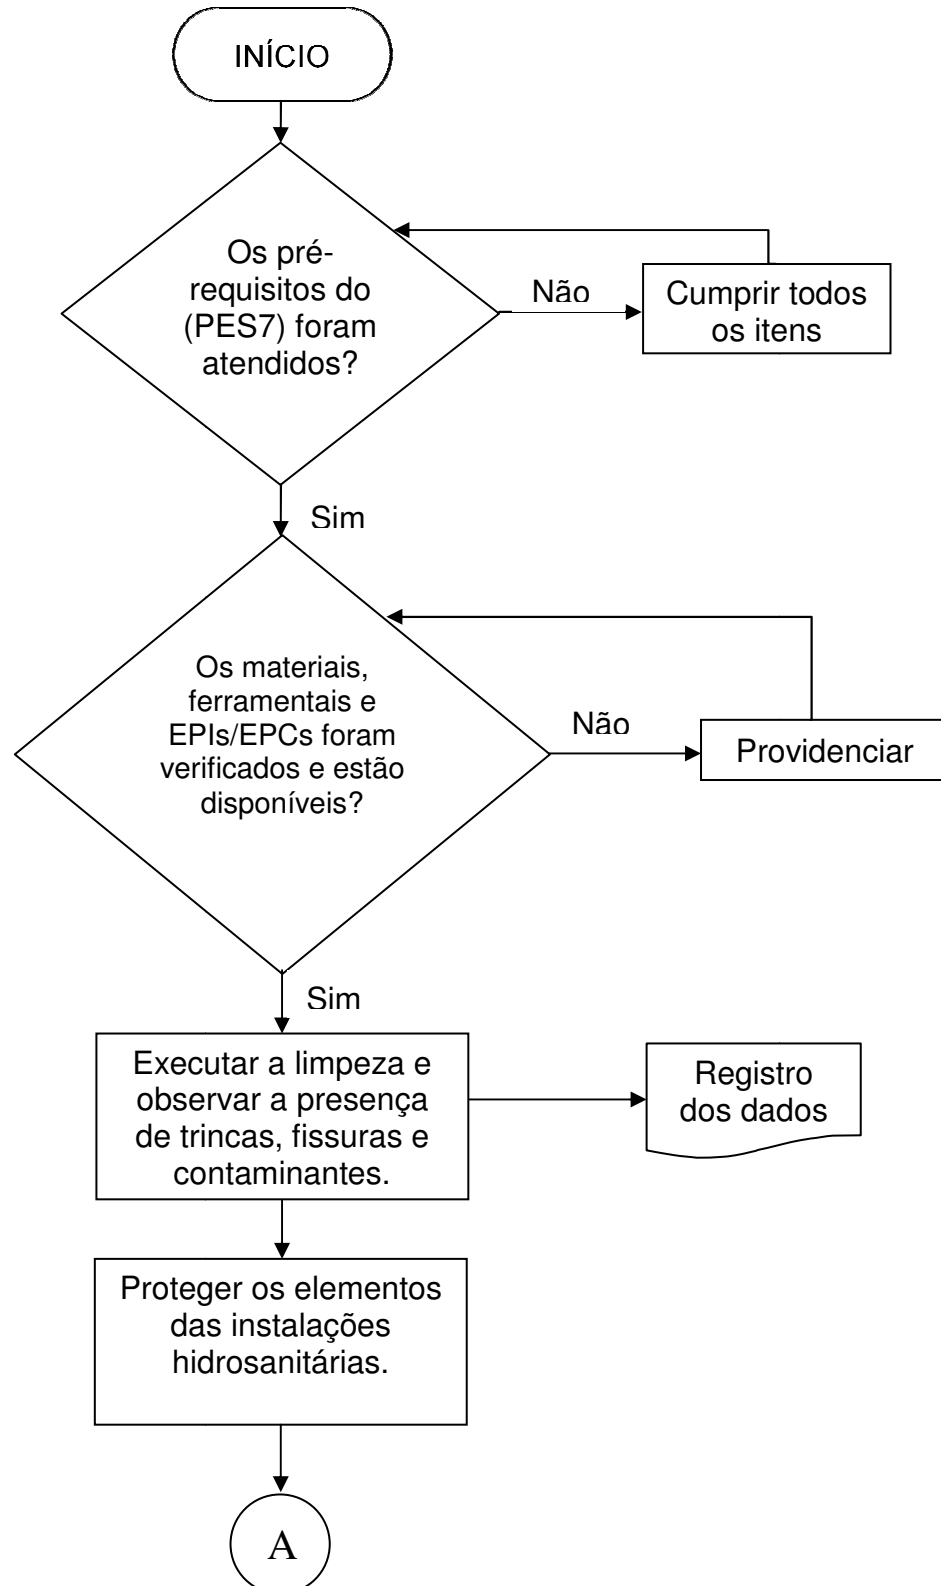 INÍCIO
Os pré-
requisitos do
(PES7) foram
atendidos?
Não
Cumprir todos
os itens
Sim
Os materiais,
ferramentais e
EPIs/EPCs foram
verificados e estão
disponíveis?
Não
Providenciar
Sim
Executar a limpeza e
observar a presença
de trincas, fissuras e
contaminantes.
Registro
dos dados
Proteger os elementos
das instalações
hidrosanitárias.
A